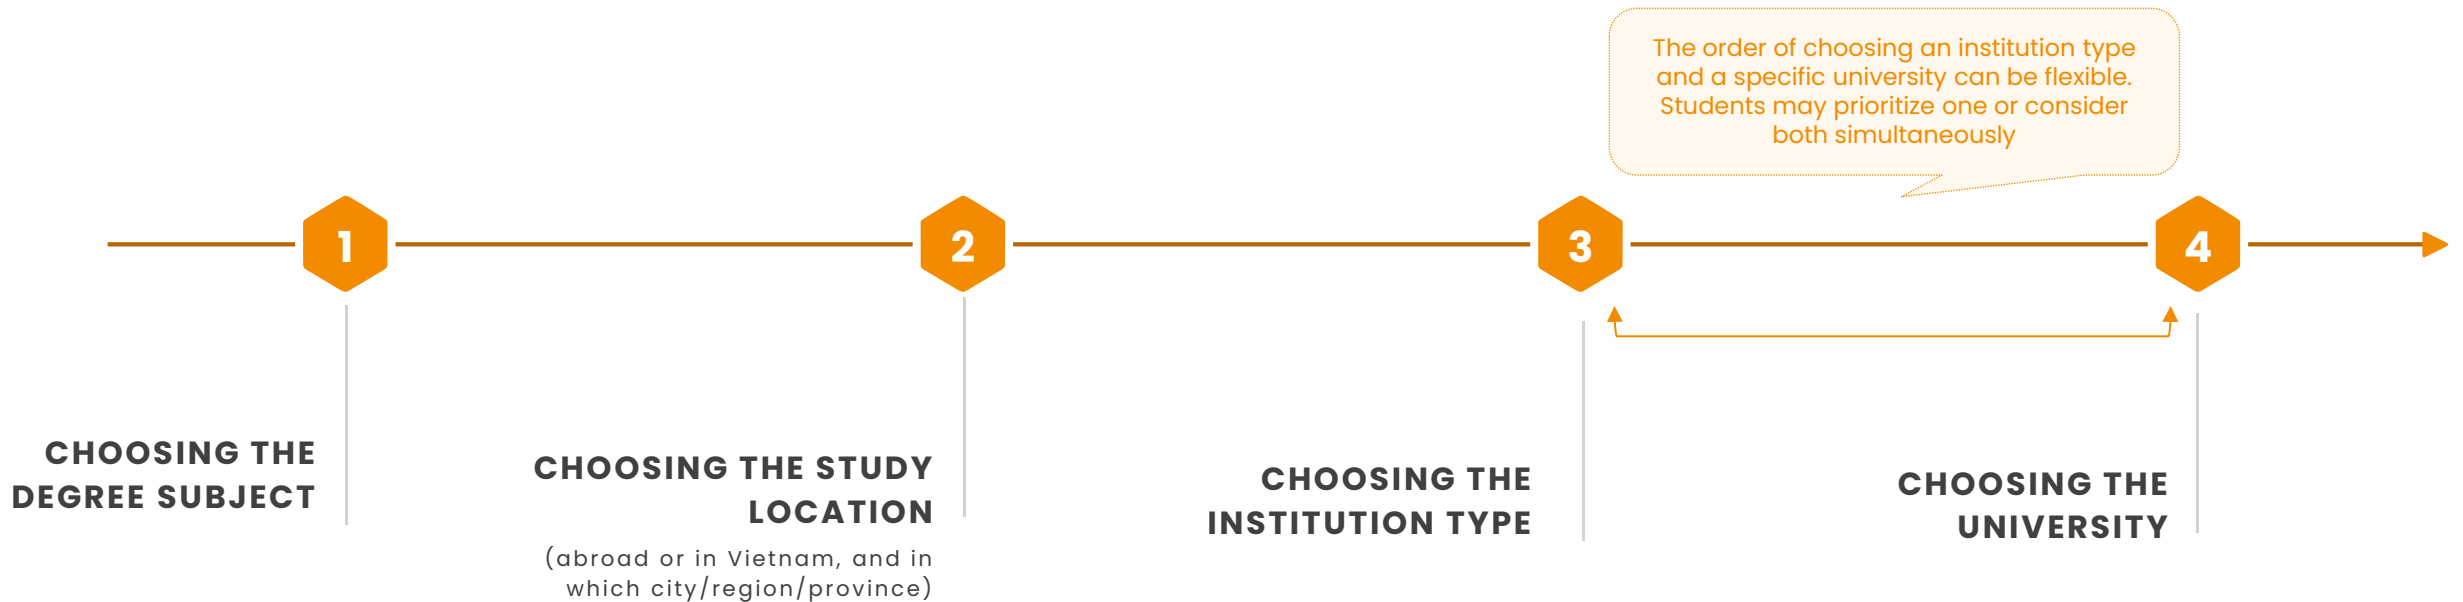 The order of choosing an institution type
and a specific university can be flexible.
Students may prioritize one or consider
both simultaneously
1
2
3
4
CHOOSING THE
DEGREE SUBJECT
CHOOSING THE STUDY
LOCATION
(abroad or in Vietnam, and in
which city/region/province)
CHOOSING THE
INSTITUTION TYPE
CHOOSING THE
UNIVERSITY